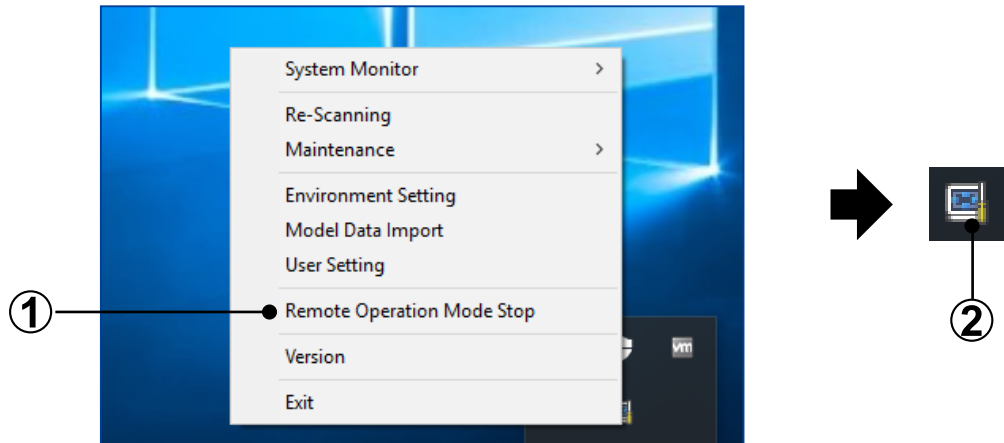 System Monitor
Re-Scanning
Maintenance
Environment Setting
Model Data Import
User Setting
1
Remote Operation Mode Stop
Version
Exit
vm
2